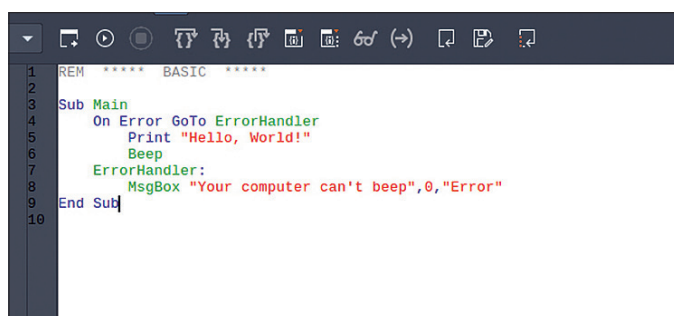 1 REM ***** BASIC *****
2
3 Sub Main
4 On Error GoTo ErrorHandler
5 Print "Hello, World!"
6 Beep
7 ErrorHandler:
8 MsgBox "Your computer can't beep",0,"Error"
9 End Sub
10